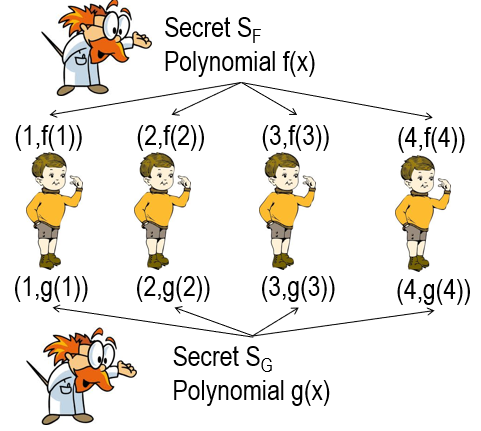 Secret S_F
Polynomial f(x)
(1,f(1)) (2,f(2)) (3,f(3)) (4,f(4))
(1,g(1)) (2,g(2)) (3,g(3)) (4,g(4))
Secret S_G
Polynomial g(x)